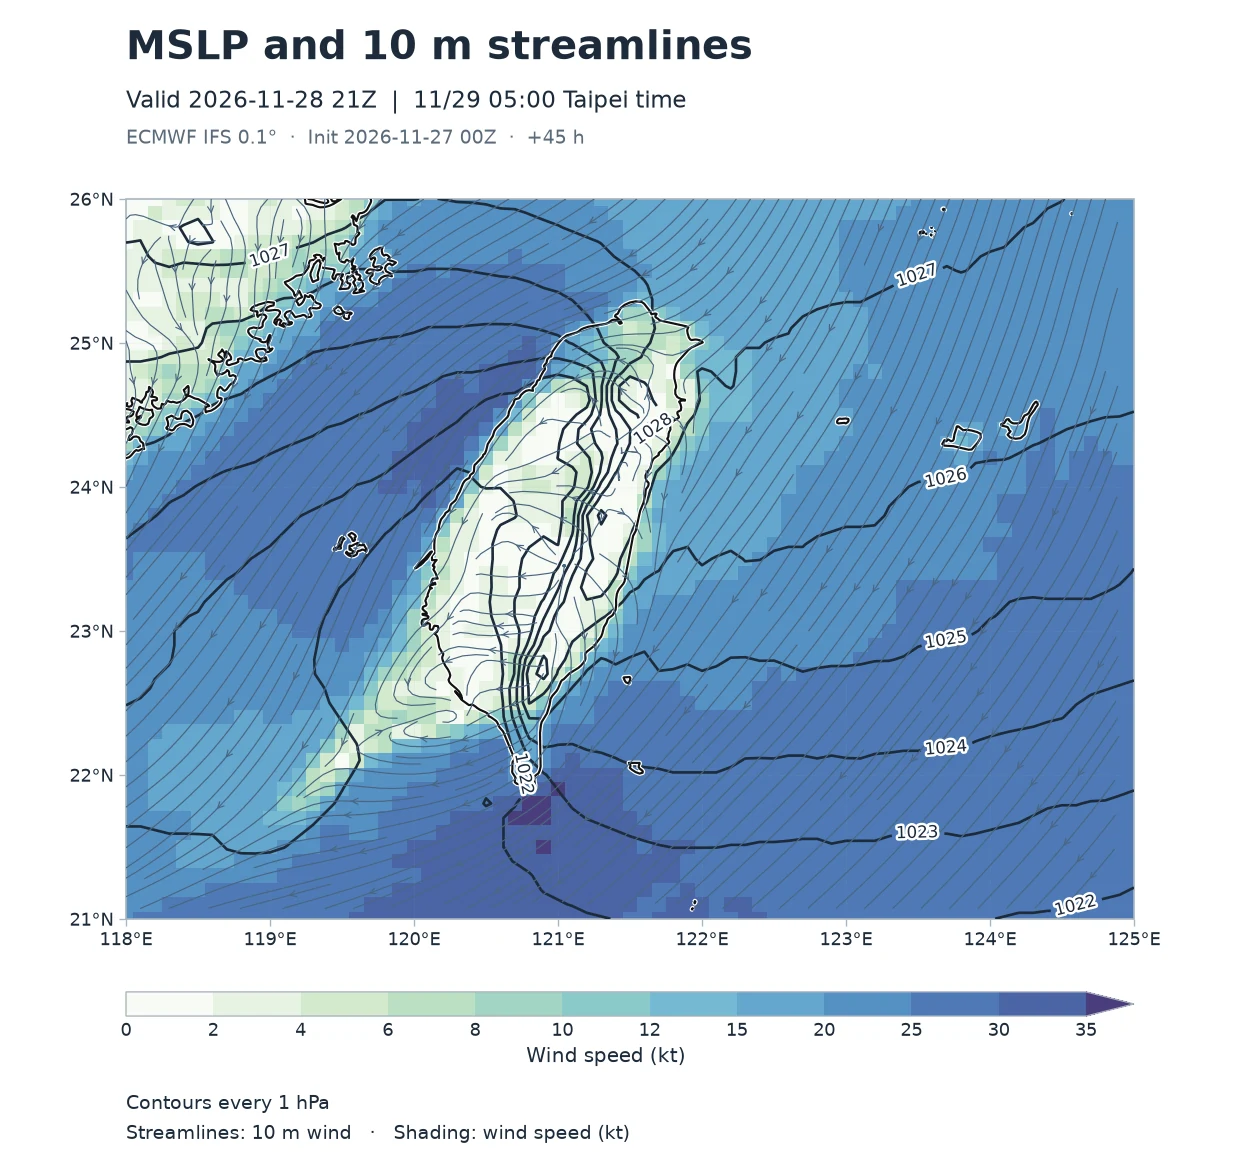 MSLP and 10 m streamlines
Valid 2026-11-28 21Z | 11/29 05:00 Taipei time
ECMWF IFS 0.1° · Init 2026-11-27 00Z · +45 h
26°N
25°N
24°N
23°N
22°N
21°N
1027
1027
1028
1026
1025
1024
1022
1023
1022
118°E 119°E 120°E 121°E 122°E 123°E 124°E 125°E
0 2 4 6 8 10 12 15 20 25 30 35
Wind speed (kt)
Contours every 1 hPa
Streamlines: 10 m wind · Shading: wind speed (kt)